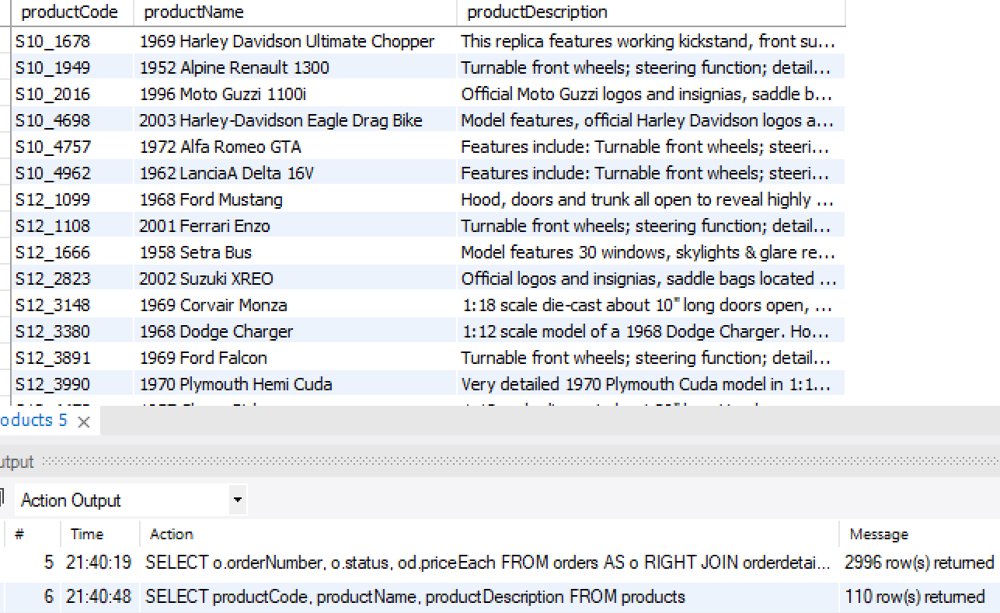 productCode productName productDescription
S10_1678 1969 Harley Davidson Ultimate Chopper This replica features working kickstand, front su...
S10_1949 1952 Alpine Renault 1300 Turnable front wheels; steering function; detail...
S10_2016 1996 Moto Guzzi 1100i Official Moto Guzzi logos and insignias, saddle b...
S10_4698 2003 Harley-Davidson Eagle Drag Bike Model features, official Harley Davidson logos a...
S10_4757 1972 Alfa Romeo GTA Features include: Turnable front wheels; steeri...
S10_4962 1962 LanciaA Delta 16V Features include: Turnable front wheels; steeri...
S12_1099 1968 Ford Mustang Hood, doors and trunk all open to reveal highly ...
S12_1108 2001 Ferrari Enzo Turnable front wheels; steering function; detail...
S12_1666 1958 Setra Bus Model features 30 windows, skylights & glare re...
S12_2823 2002 Suzuki XREO Official logos and insignias, saddle bags located ...
S12_3148 1969 Corvair Monza 1:18 scale die-cast about 10" long doors open, ...
S12_3380 1968 Dodge Charger 1:12 scale model of a 1968 Dodge Charger. Ho...
S12_3891 1969 Ford Falcon Turnable front wheels; steering function; detail...
S12_3990 1970 Plymouth Hemi Cuda Very detailed 1970 Plymouth Cuda model in 1:1...
oducts 5
utput
Action Output
# Time Action Message
5 21:40:19 SELECT o.orderNumber, o.status, od.priceEach FROM orders AS o RIGHT JOIN orderdetai... 2996 row(s) returned
6 21:40:48 SELECT productCode, productName, productDescription FROM products 110 row(s) returned